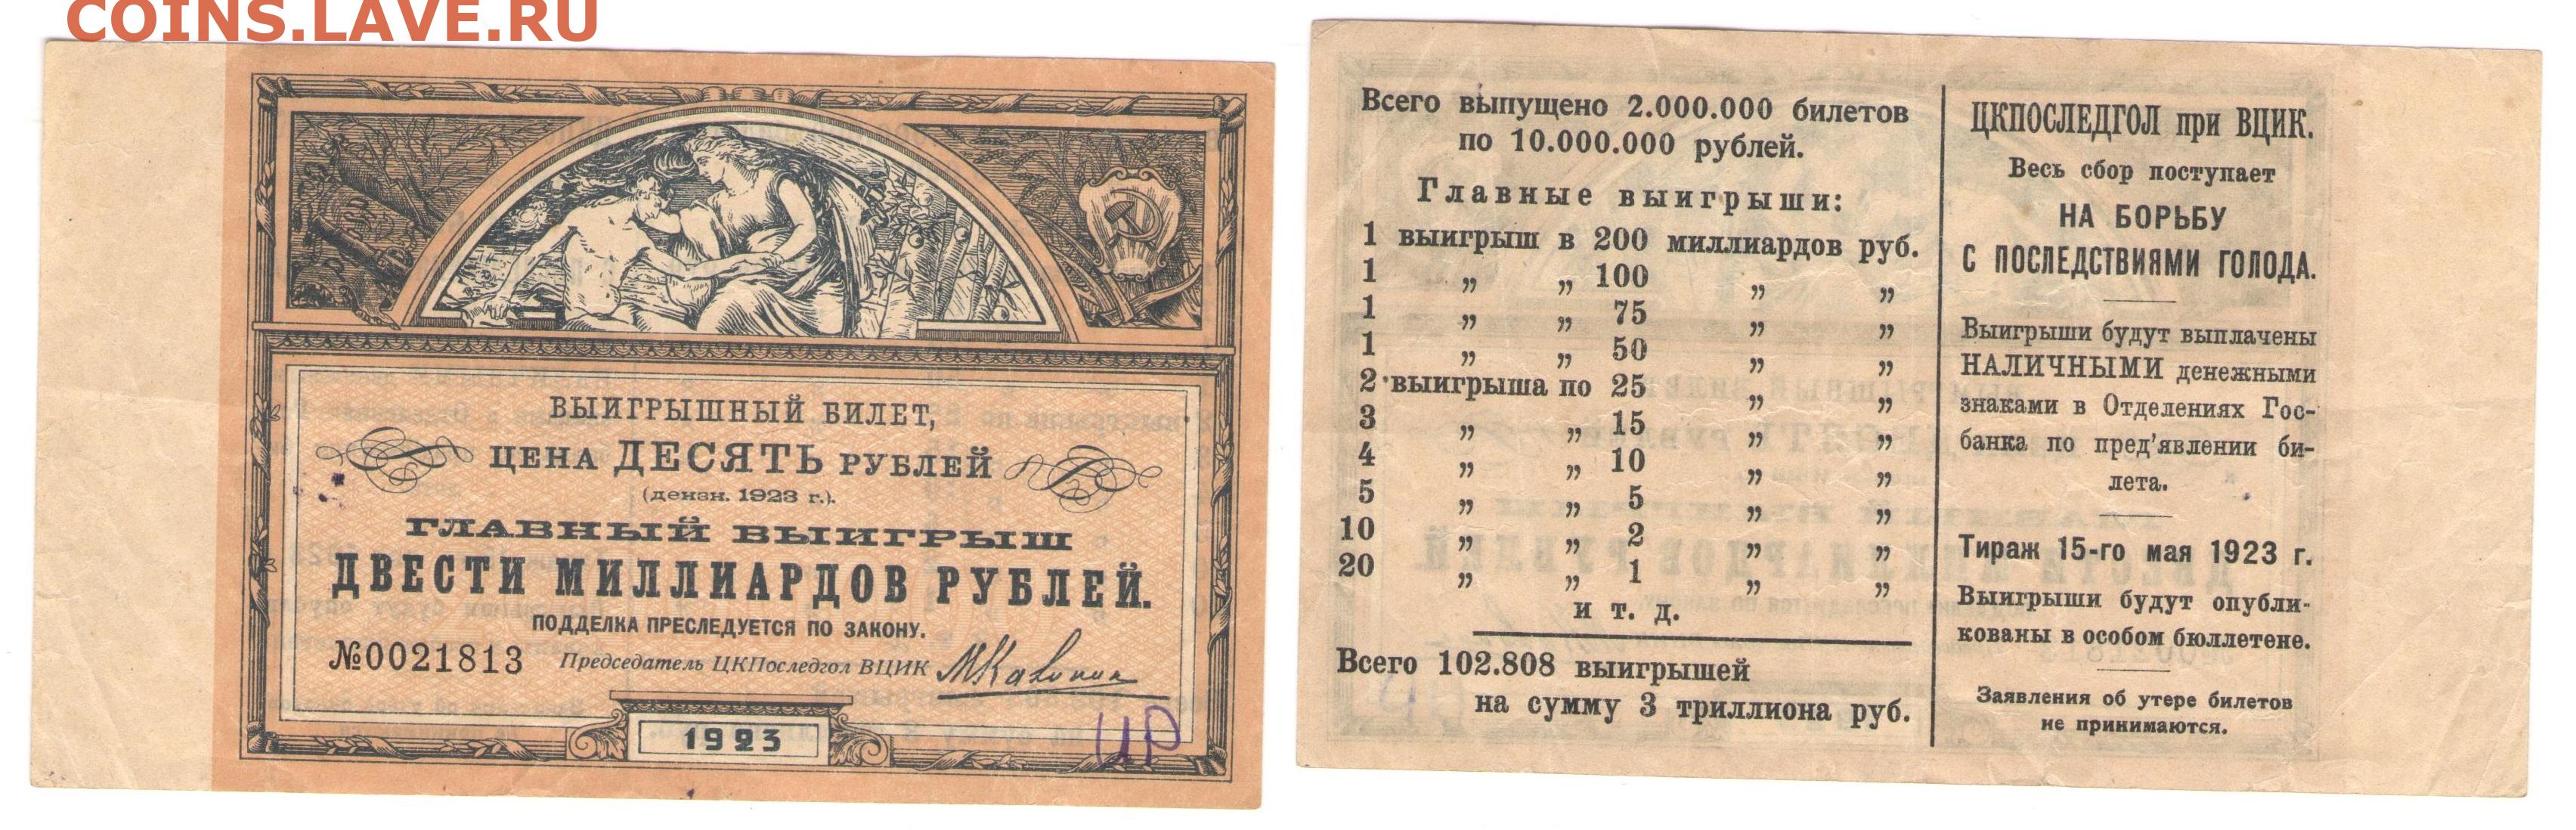 COINS.LAVE.RU
ВЫИГРЫШНЫЙ БИЛЕТ,
ЦЕНА ДЕСЯТЬ РУБЛЕЙ
(дензн. 1923 г.).
ГЛАВНЫЙ ВЫИГРЫШ
ДВЕСТИ МИЛЛИАРДОВ РУБЛЕЙ.
ПОДДЕЛКА ПРЕСЛЕДУЕТСЯ ПО ЗАКОНУ.
№0021813 Председатель ЦКПоследгол ВЦИК МКалинин
1923
ЦР
Всего выпущено 2.000.000 билетов
по 10.000.000 рублей.
Главные выигрыши:
1 выигрыш в 200 миллиардов руб.
1 „ „ 100 „ „
1 „ „ 75 „ „
1 „ „ 50 „ „
2 выигрыша по 25 „ „
3 „ „ 15 „ „
4 „ „ 10 „ „
5 „ „ 5 „ „
10 „ „ 2 „ „
20 „ „ 1 „ „
и т. д.
Всего 102.808 выигрышей
на сумму 3 триллиона руб.
ЦКПОСЛЕДГОЛ при ВЦИК.
Весь сбор поступает
НА БОРЬБУ
С ПОСЛЕДСТВИЯМИ ГОЛОДА.
Выигрыши будут выплачены
НАЛИЧНЫМИ денежными
знаками в Отделениях Гос-
банка по пред'явлении би-
лета.
Тираж 15-го мая 1923 г.
Выигрыши будут опубли-
кованы в особом бюллетене.
Заявления об утере билетов
не принимаются.